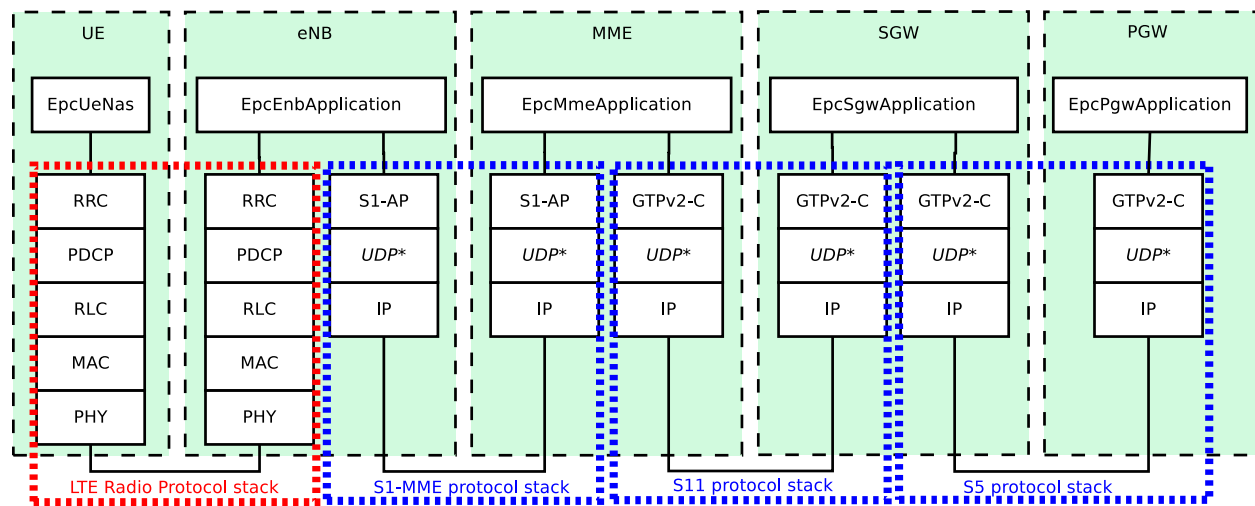 UE eNB MME SGW PGW
EpcUeNas EpcEnbApplication EpcMmeApplication EpcSgwApplication EpcPgwApplication
RRC RRC S1-AP S1-AP GTPv2-C GTPv2-C GTPv2-C GTPv2-C
PDCP PDCP UDP* UDP* UDP* UDP* UDP* UDP*
RLC RLC IP IP IP IP IP IP
MAC MAC
PHY PHY
LTE Radio Protocol stack S1-MME protocol stack S11 protocol stack S5 protocol stack